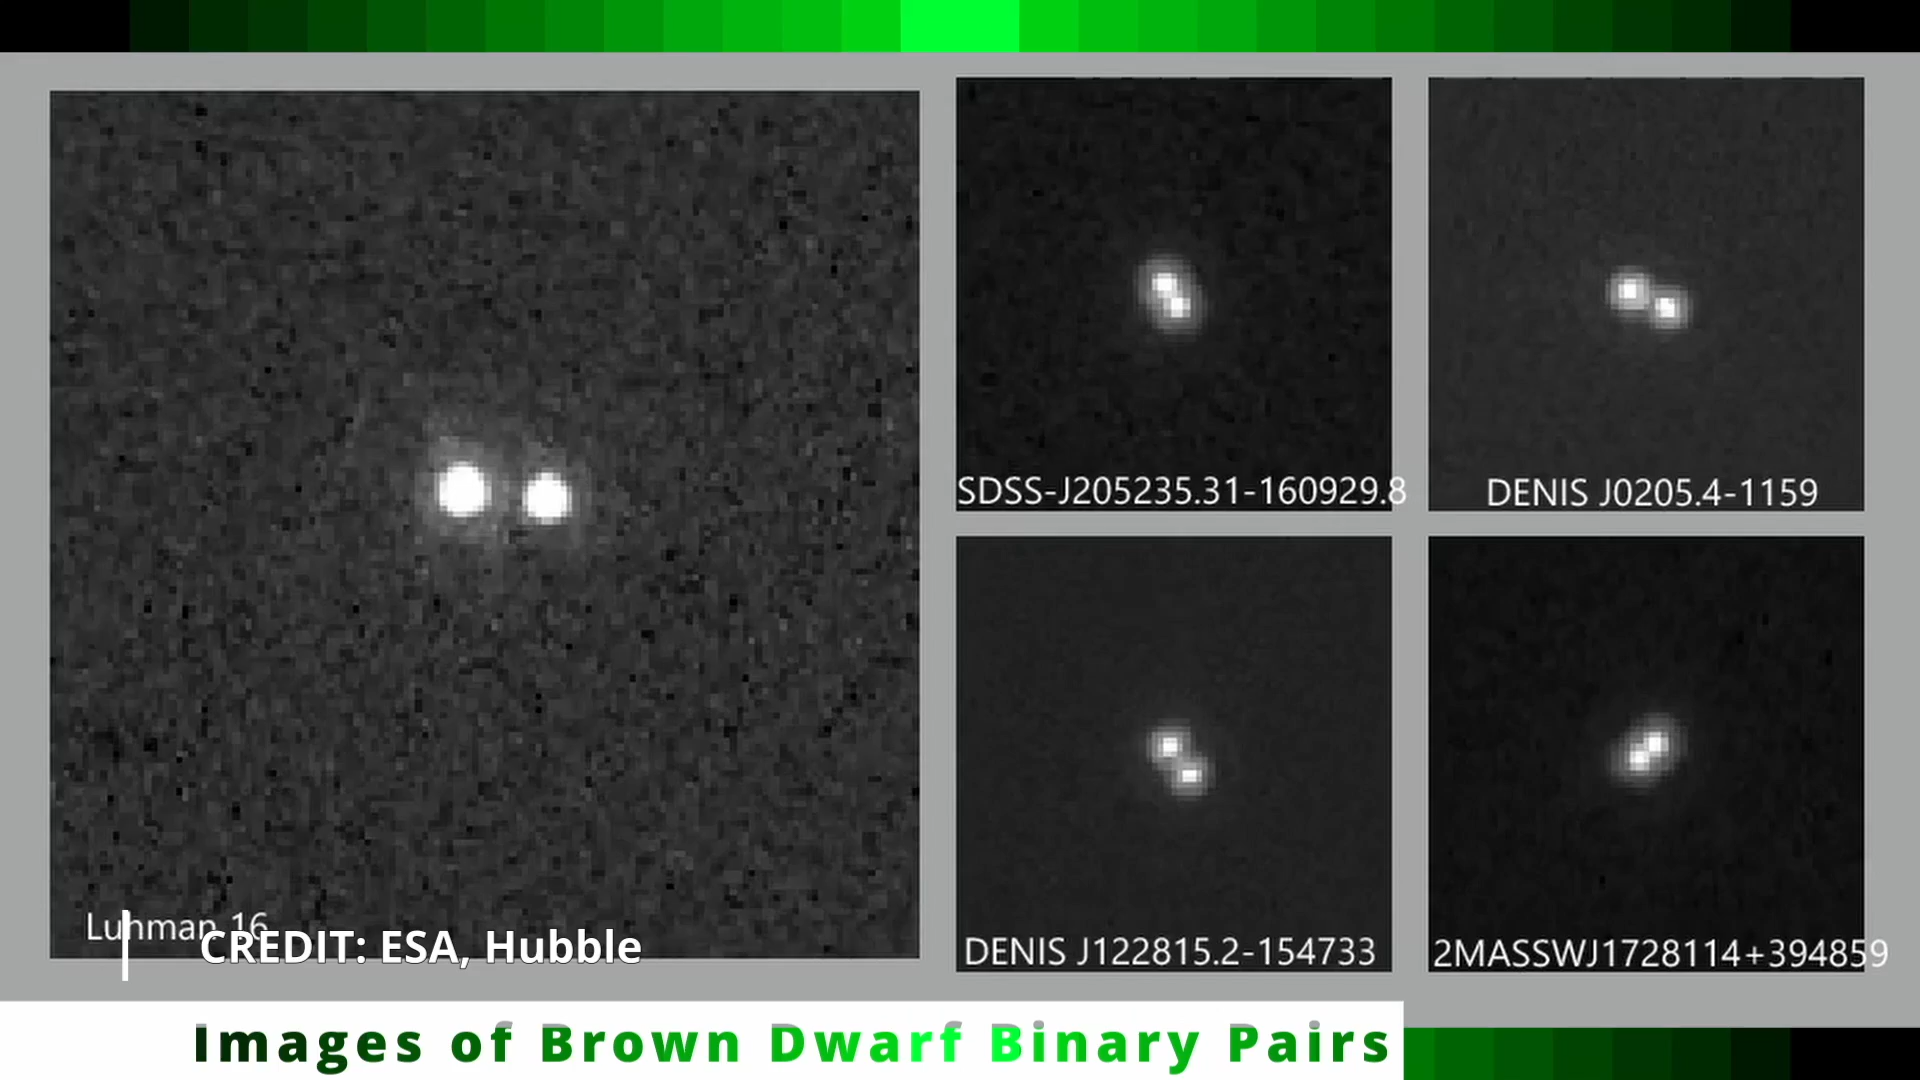 SDSS-J205235.31-160929.8
DENIS J0205.4-1159
Luhman 16
CREDIT: ESA, Hubble
DENIS J122815.2-154733
2MASSWJ1728114+394859
Images of Brown Dwarf Binary Pairs